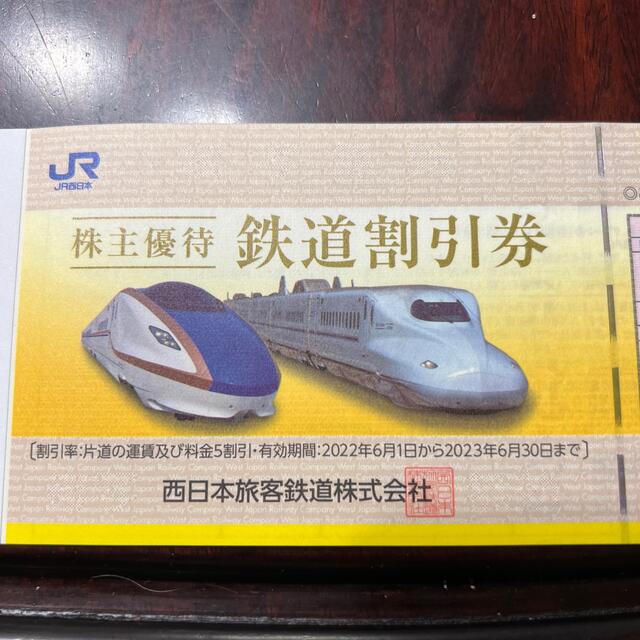 JR
JR西日本
株主優待 鉄道割引券
〔割引率:片道の運賃及び料金5割引・有効期間:2022年6月1日から2023年6月30日まで〕
西日本旅客鉄道株式会社